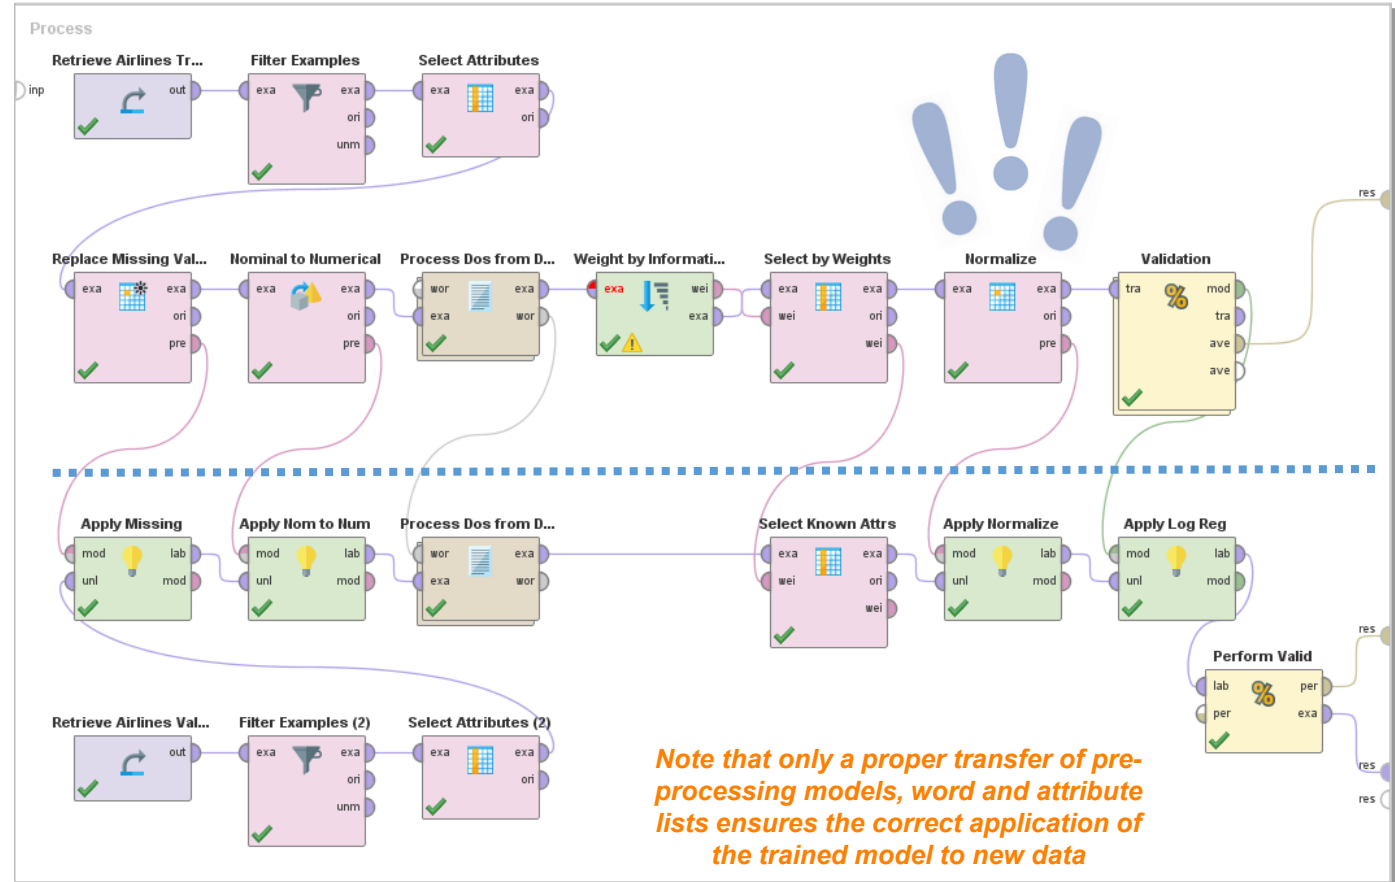 Process
Retrieve Airlines Tr...
Filter Examples
Select Attributes
inp
out
exa
exa
ori
unm
exa
exa
ori
res
Replace Missing Val...
Nominal to Numerical
Process Dos from D...
Weight by Informati...
Select by Weights
Normalize
Validation
exa
exa
ori
pre
exa
exa
ori
pre
wor
exa
exa
wor
exa
wei
exa
exa
wei
exa
ori
wei
exa
exa
ori
pre
tra
mod
tra
ave
ave
Apply Missing
Apply Nom to Num
Process Dos from D...
Select Known Attrs
Apply Normalize
Apply Log Reg
mod
unl
lab
mod
mod
unl
lab
mod
wor
exa
exa
wor
exa
wei
exa
ori
wei
mod
unl
lab
mod
mod
unl
lab
mod
res
Perform Valid
lab
per
per
exa
res
res
Retrieve Airlines Val...
Filter Examples (2)
Select Attributes (2)
out
exa
exa
ori
unm
exa
exa
ori
Note that only a proper transfer of pre-
processing models, word and attribute
lists ensures the correct application of
the trained model to new data